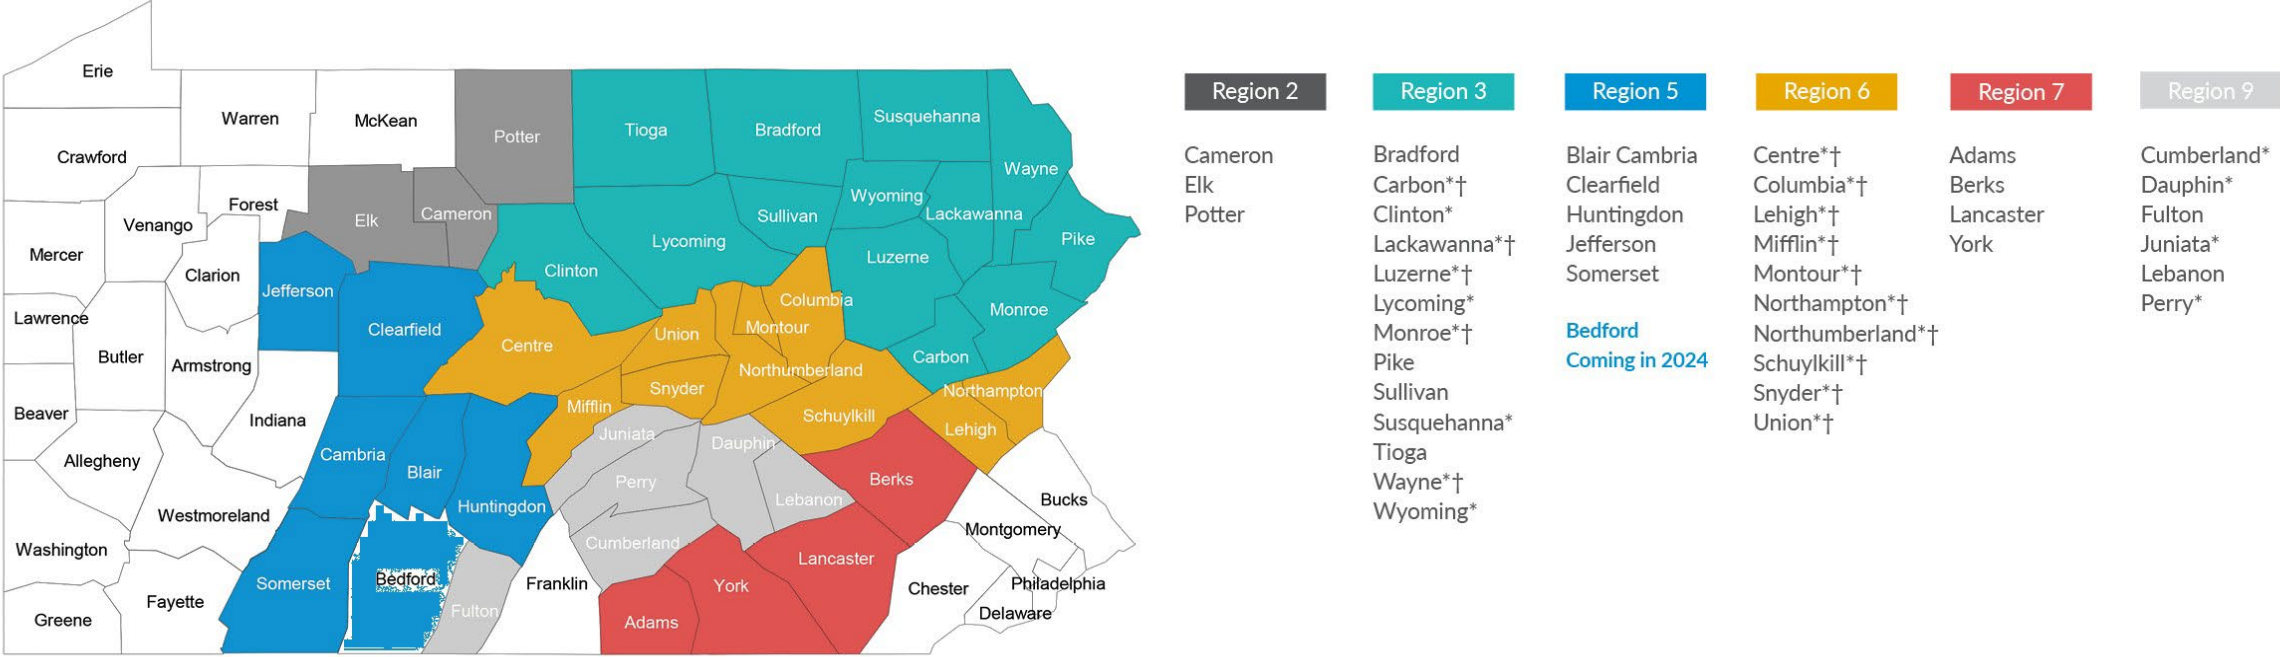 Erie
Warren
McKean
Potter
Tioga
Bradford
Susquehanna
Wayne
Crawford
Venango
Forest
Elk
Cameron
Wyoming
Lackawanna
Sullivan
Pike
Mercer
Clarion
Lycoming
Luzerne
Clinton
Jefferson
Columbia
Monroe
Lawrence
Clearfield
Montour
Union
Centre
Butler
Armstrong
Carbon
Northumberland
Snyder
Northampton
Mifflin
Beaver
Indiana
Schuylkill
Lehigh
Juniata
Dauphin
Allegheny
Cambria
Blair
Perry
Berks
Lebanon
Bucks
Huntingdon
Westmoreland
Montgomery
Cumberland
Washington
Lancaster
Somerset
Bedford
Franklin
York
Chester
Philadelphia
Fayette
Fulton
Delaware
Greene
Adams
Region 2
Cameron
Elk
Potter
Region 3
Bradford
Carbon*†
Clinton*
Lackawanna*†
Luzerne*†
Lycoming*
Monroe*†
Pike
Sullivan
Susquehanna*
Tioga
Wayne*†
Wyoming*
Region 5
Blair Cambria
Clearfield
Huntingdon
Jefferson
Somerset
Bedford
Coming in 2024
Region 6
Centre*†
Columbia*†
Lehigh*†
Mifflin*†
Montour*†
Northampton*†
Northumberland*†
Schuylkill*†
Snyder*†
Union*†
Region 7
Adams
Berks
Lancaster
York
Region 9
Cumberland*
Dauphin*
Fulton
Juniata*
Lebanon
Perry*